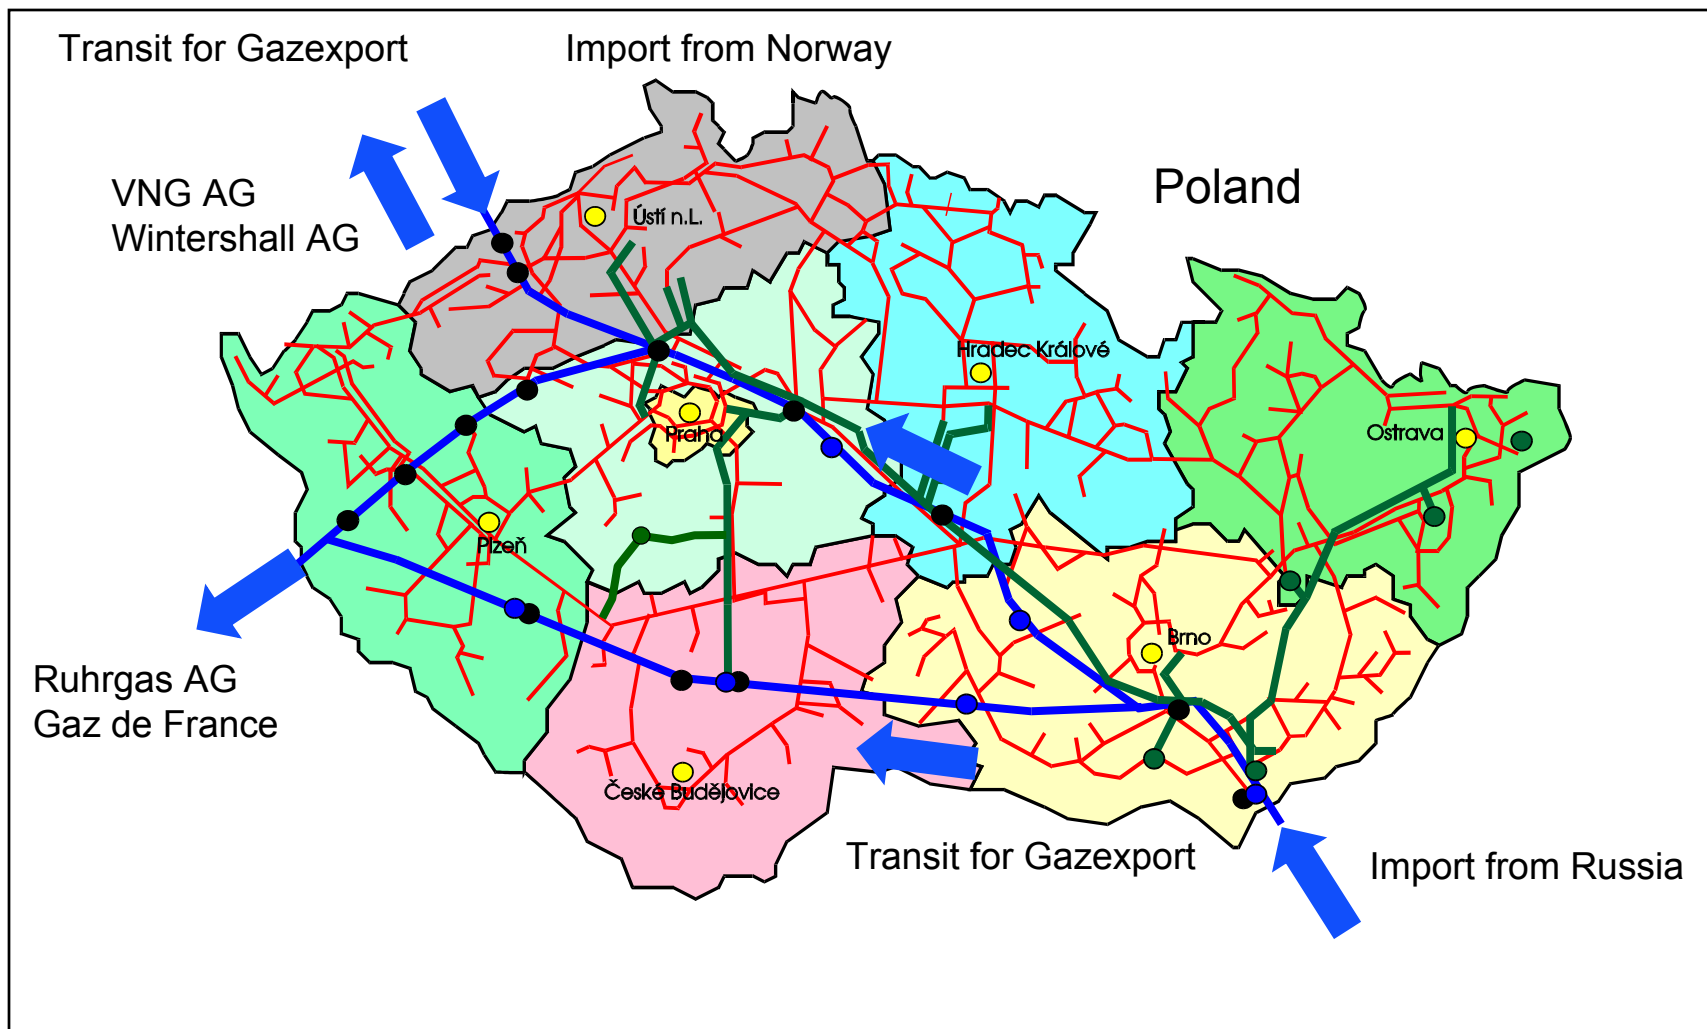 Transit for Gazexport
Import from Norway
VNG AG
Wintershall AG
Poland
Ústí n.L.
Hradec Králové
Praha
Ostrava
Plzeň
Brno
Ruhrgas AG
Gaz de France
České Budějovice
Transit for Gazexport
Import from Russia